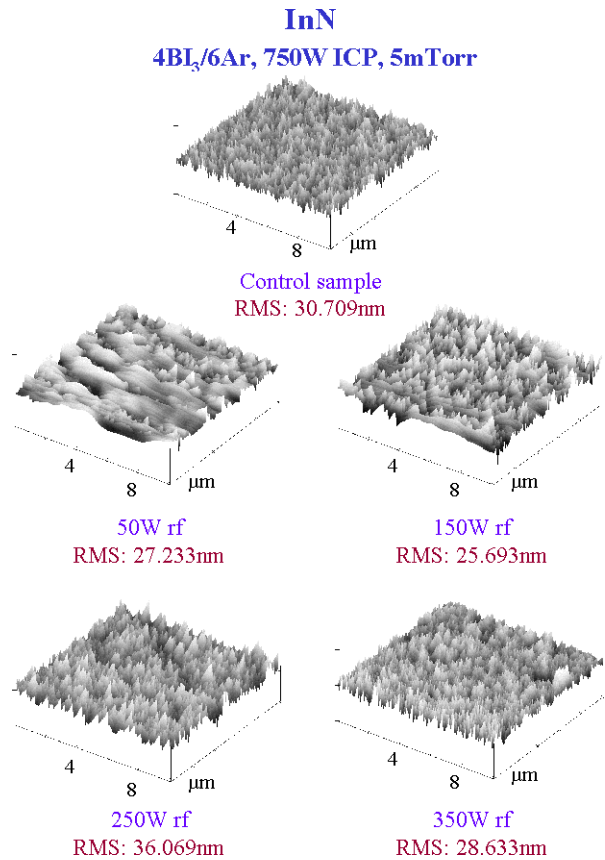 InN
4BI₃/6Ar, 750W ICP, 5mTorr
4
8
μm
Control sample
RMS: 30.709nm
4
8
μm
4
8
μm
50W rf
150W rf
RMS: 27.233nm
RMS: 25.693nm
4
8
μm
4
8
μm
250W rf
350W rf
RMS: 36.069nm
RMS: 28.633nm